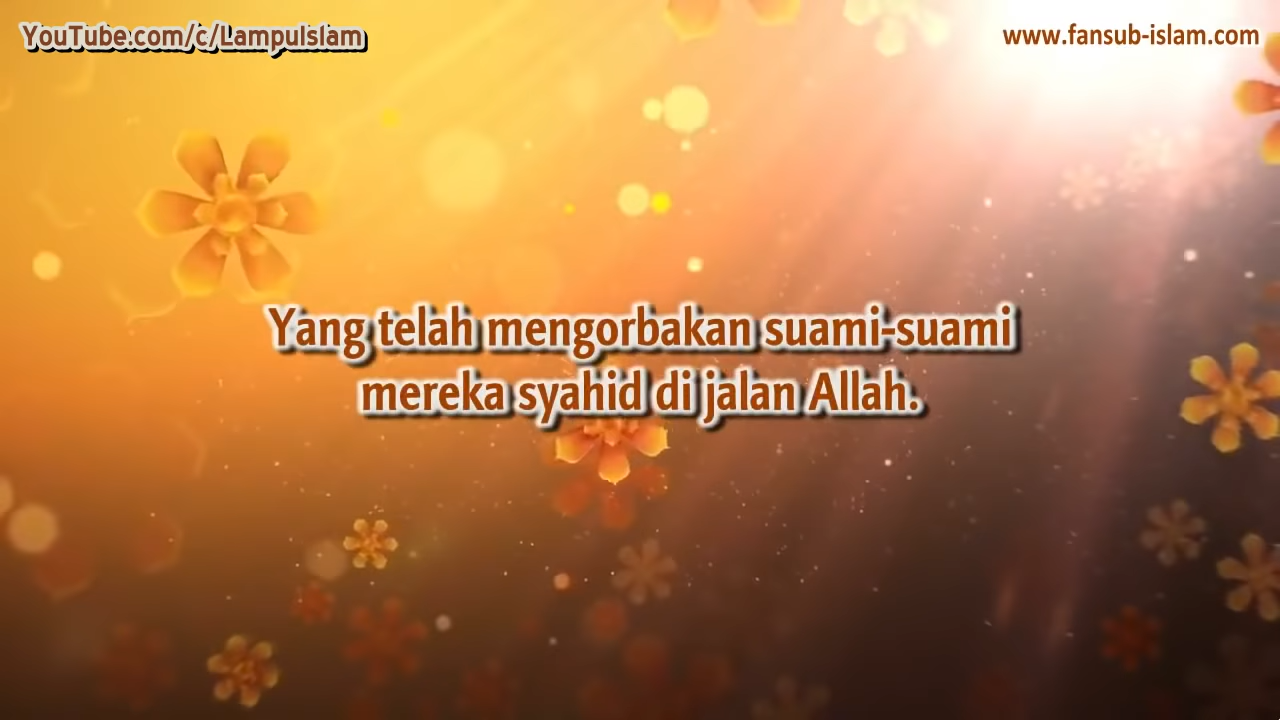 YouTube.com/c/LampuIslam
www.fansub-islam.com
Yang telah mengorbakan suami-suami
mereka syahid di jalan Allah.